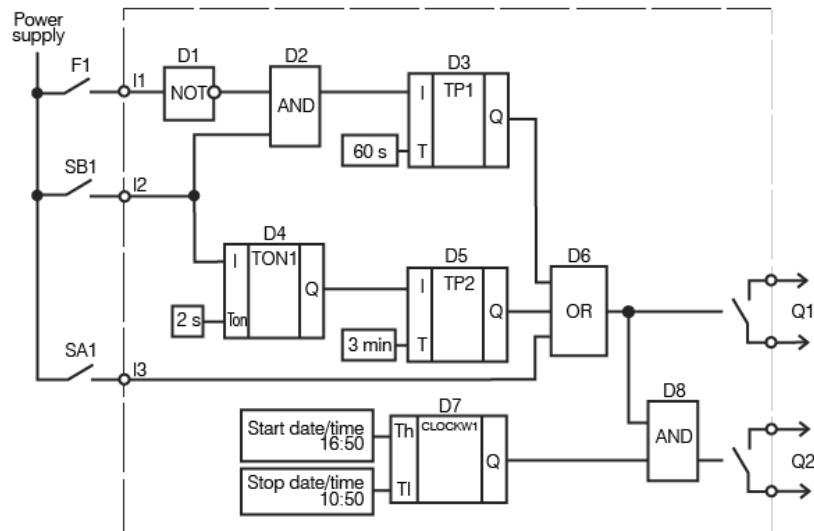 Power
supply
F1
I1
D1
NOT
D2
AND
D3
I
TP1
Q
60 s
T
SB1
I2
D4
I
TON1
Q
2 s
Ton
D5
I
TP2
Q
3 min
T
D6
OR
Q1
SA1
I3
D7
Start date/time
16:50
Th
CLOCKW1
Q
Stop date/time
10:50
Tl
D8
AND
Q2